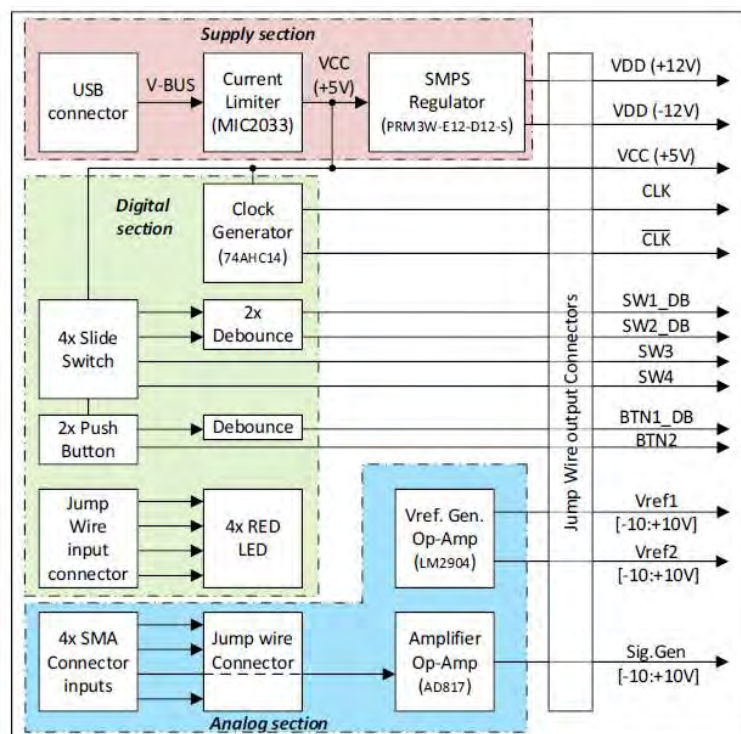 Supply section
USB
connector
V-BUS
Current
Limiter
(MIC2033)
VCC
(+5V)
SMPS
Regulator
(PRM3W-E12-D12-S)
VDD (+12V)
VDD (-12V)
VCC (+5V)
Digital
section
Clock
Generator
(74AHC14)
CLK
CLK
4x Slide
Switch
2x
Debounce
SW1_DB
SW2_DB
SW3
SW4
2x Push
Button
Debounce
BTN1_DB
BTN2
Jump Wire output Connectors
Jump
Wire
input
connector
4x RED
LED
Vref. Gen.
Op-Amp
(LM2904)
Vref1
[-10:+10V]
Vref2
[-10:+10V]
4x SMA
Connector
inputs
Jump wire
Connector
Amplifier
Op-Amp
(AD817)
Sig.Gen
[-10:+10V]
Analog section